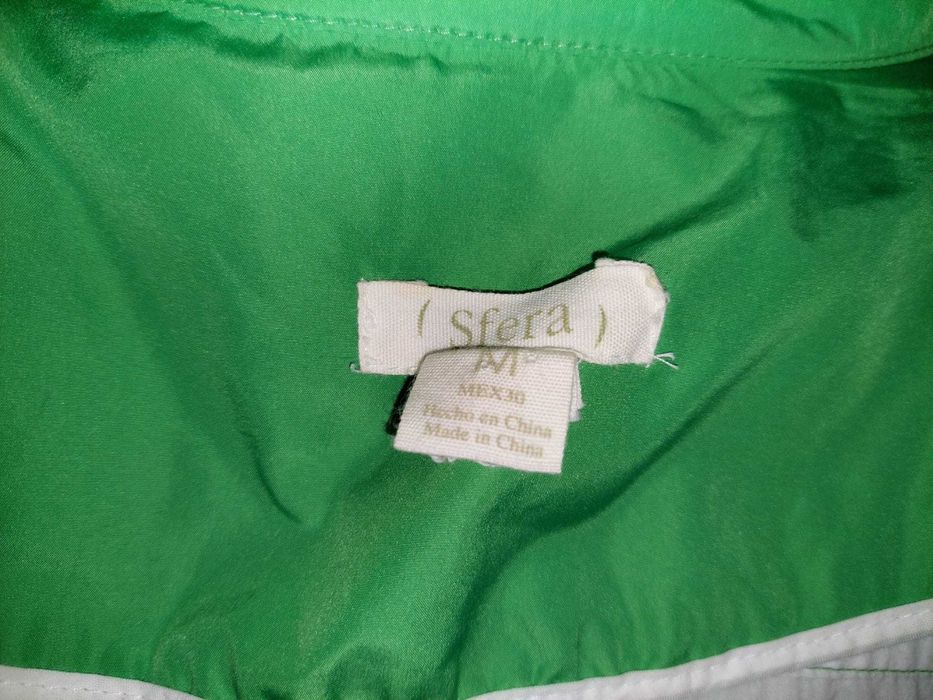 ( Sfera )
M
MEX30
Hecho en China
Made in China